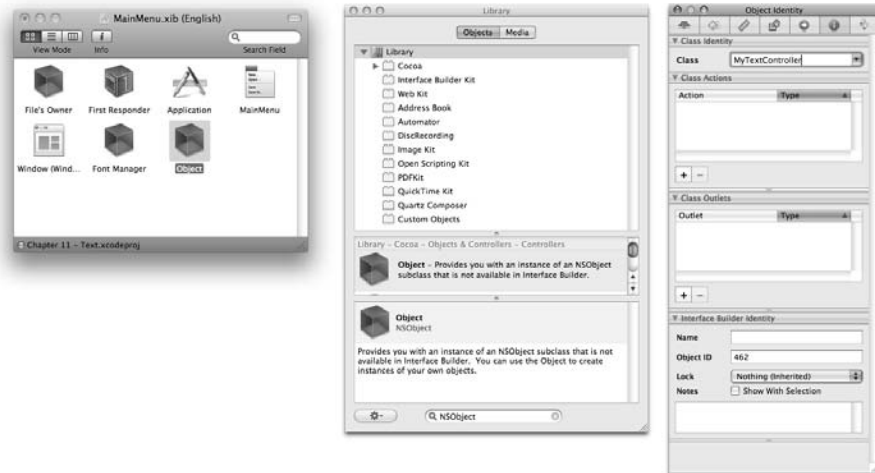 MainMenu.xib (English)
View Mode
Info
Search Field
File's Owner
First Responder
Application
MainMenu
Window (Wind...
Font Manager
Object
Chapter 11 – Text.xcodeproj
Library
Objects
Media
Library
Cocoa
Interface Builder Kit
Web Kit
Address Book
Automator
DiscRecording
Image Kit
Open Scripting Kit
PDFKit
QuickTime Kit
Quartz Composer
Custom Objects
Library – Cocoa – Objects & Controllers – Controllers
Object – Provides you with an instance of an NSObject
subclass that is not available in Interface Builder.
Object
NSObject
Provides you with an instance of an NSObject subclass that is not
available in Interface Builder. You can use the Object to create
instances of your own objects.
NSObject
Object Identity
Class Identity
Class
MyTextController
Class Actions
Action
Type
Class Outlets
Outlet
Type
Interface Builder Identity
Name
Object ID
462
Lock
Nothing (Inherited)
Notes
Show With Selection